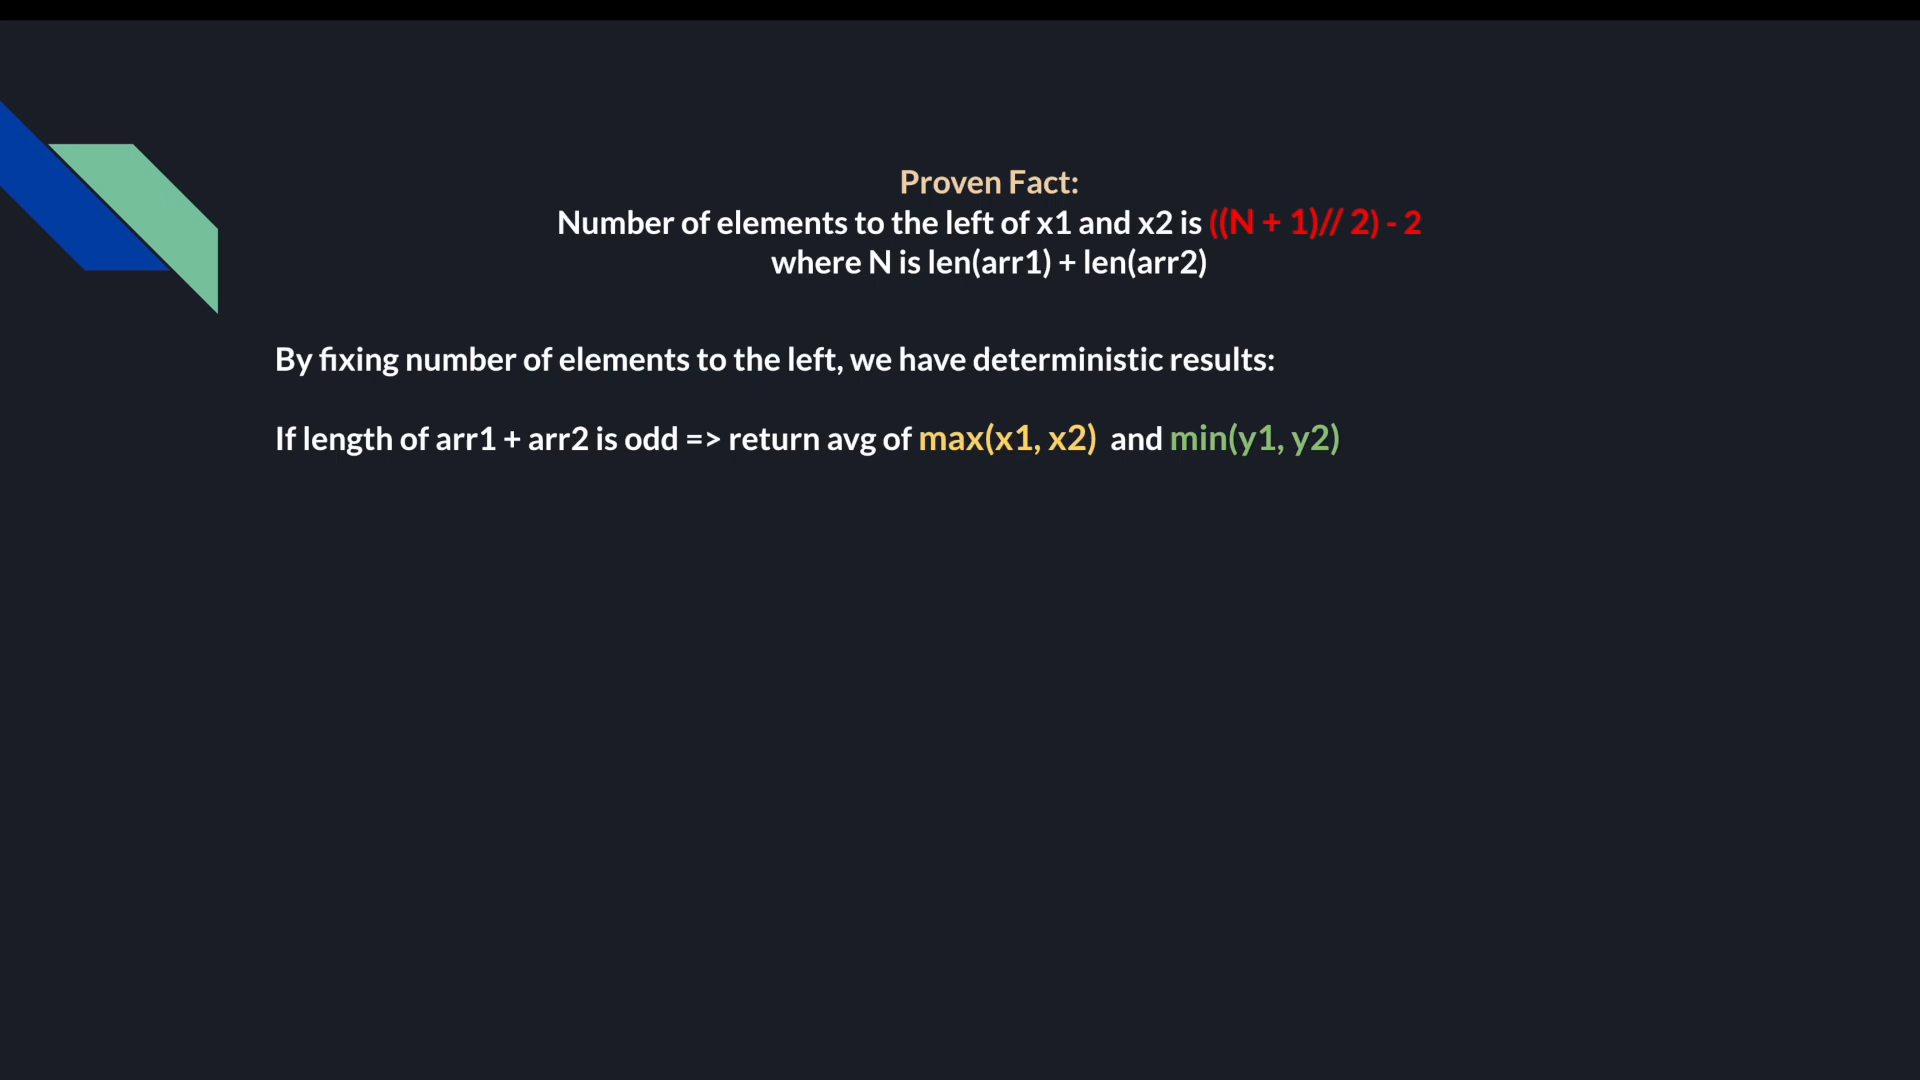 Proven Fact:
Number of elements to the left of x1 and x2 is ((N + 1)// 2) - 2
where N is len(arr1) + len(arr2)
By fixing number of elements to the left, we have deterministic results:
If length of arr1 + arr2 is odd => return avg of max(x1, x2) and min(y1, y2)